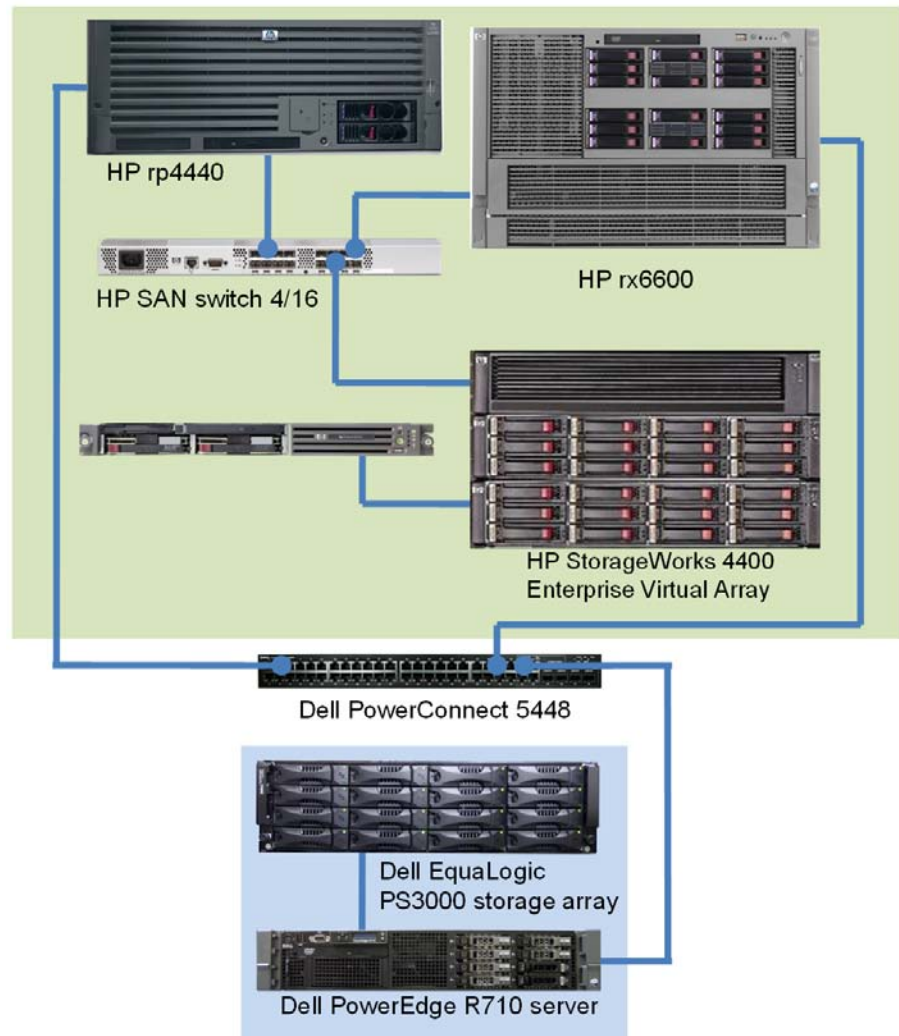 HP rp4440
HP rx6600
HP SAN switch 4/16
HP StorageWorks 4400
Enterprise Virtual Array
Dell PowerConnect 5448
Dell EquaLogic
PS3000 storage array
Dell PowerEdge R710 server